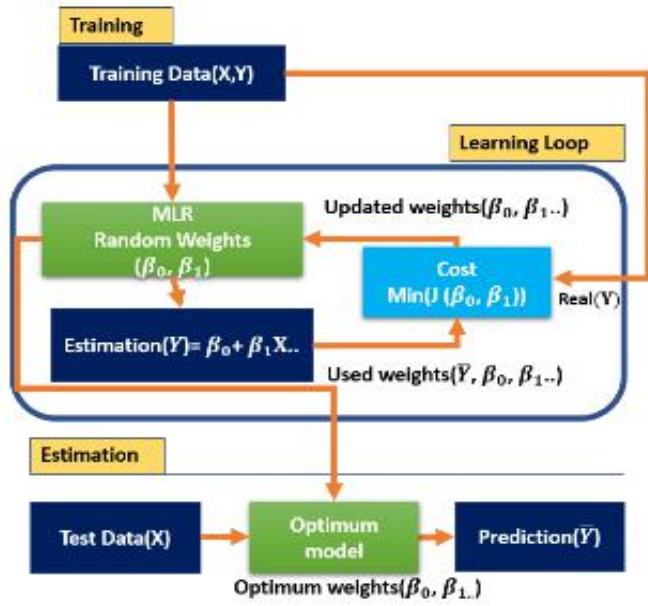 Training
Training Data(X,Y)
Learning Loop
Updated weights(β₀, β₁..)
MLR
Random Weights
(β₀, β₁)
Cost
Min(J (β₀, β₁))
Real(Y)
Estimation(Y)= β₀+ β₁X..
Used weights(Y̅, β₀, β₁..)
Estimation
Test Data(X)
Optimum
model
Prediction(Y̅)
Optimum weights(β₀, β₁..)